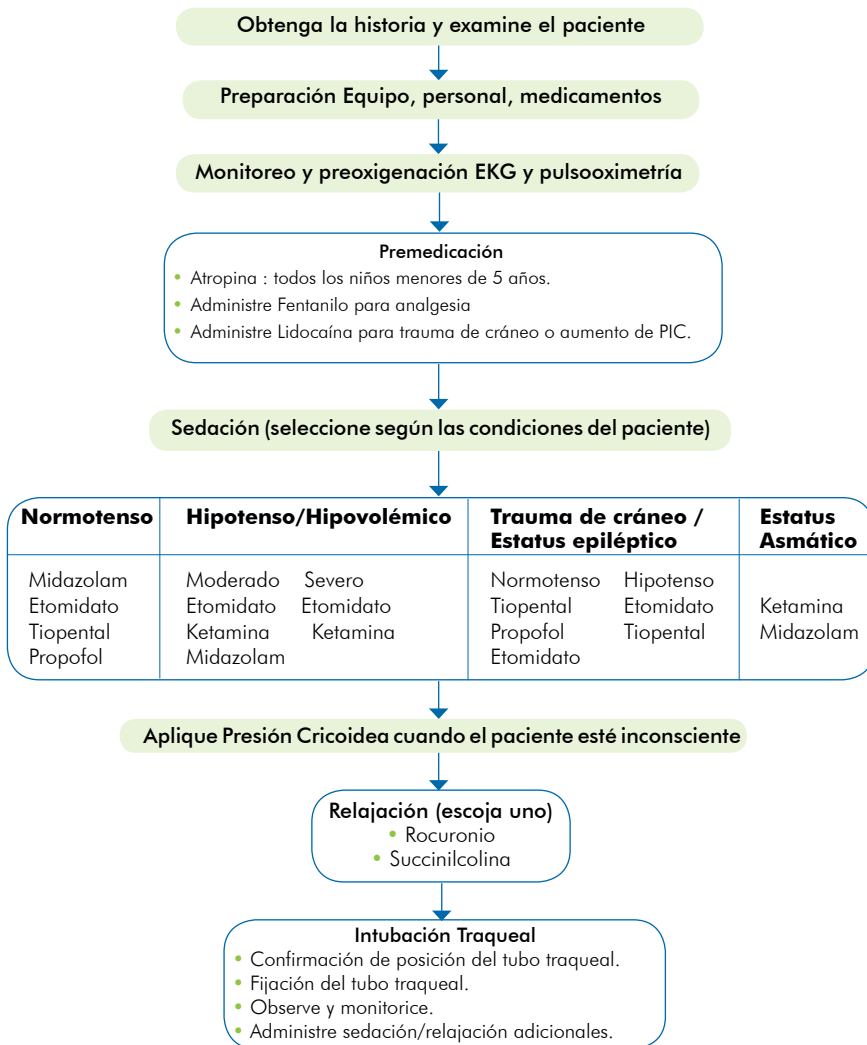 Obtenga la historia y examine el paciente
Preparación Equipo, personal, medicamentos
Monitoreo y preoxigenación EKG y pulsooximetría
Premedicación
• Atropina : todos los niños menores de 5 años.
• Administre Fentanilo para analgesia
• Administre Lidocaína para trauma de cráneo o aumento de PIC.
Sedación (seleccione según las condiciones del paciente)
Normotenso
Midazolam
Etomidato
Tiopental
Propofol
Hipotenso/Hipovolémico
Moderado Severo
Etomidato Etomidato
Ketamina Ketamina
Midazolam
Trauma de cráneo /
Estatus epiléptico
Normotenso Hipotenso
Tiopental Etomidato
Propofol Tiopental
Etomidato
Estatus
Asmático
Ketamina
Midazolam
Aplique Presión Cricoidea cuando el paciente esté inconsciente
Relajación (escoja uno)
• Rocuronio
• Succinilcolina
Intubación Traqueal
• Confirmación de posición del tubo traqueal.
• Fijación del tubo traqueal.
• Observe y monitorice.
• Administre sedación/relajación adicionales.